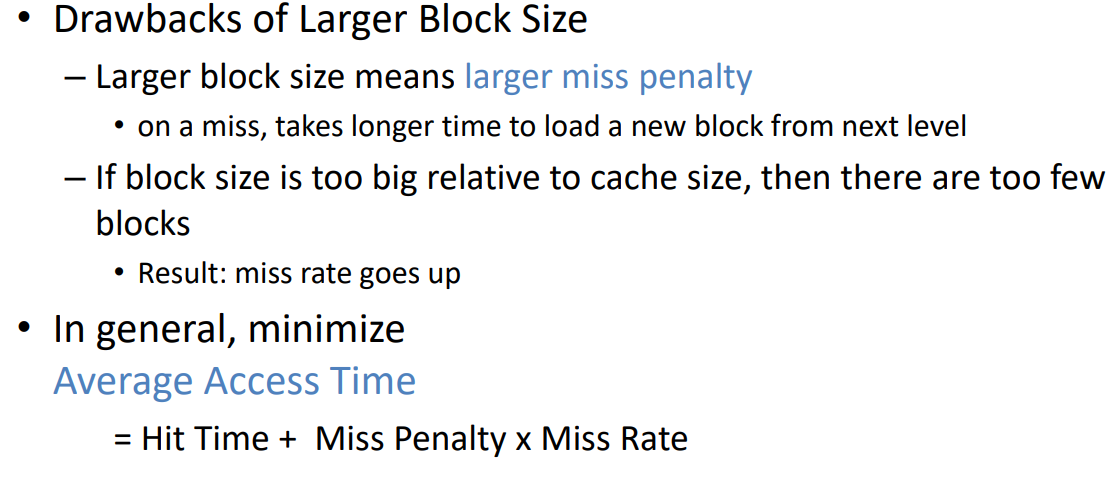 • Drawbacks of Larger Block Size
– Larger block size means larger miss penalty
• on a miss, takes longer time to load a new block from next level
– If block size is too big relative to cache size, then there are too few
blocks
• Result: miss rate goes up
• In general, minimize
Average Access Time
= Hit Time + Miss Penalty x Miss Rate